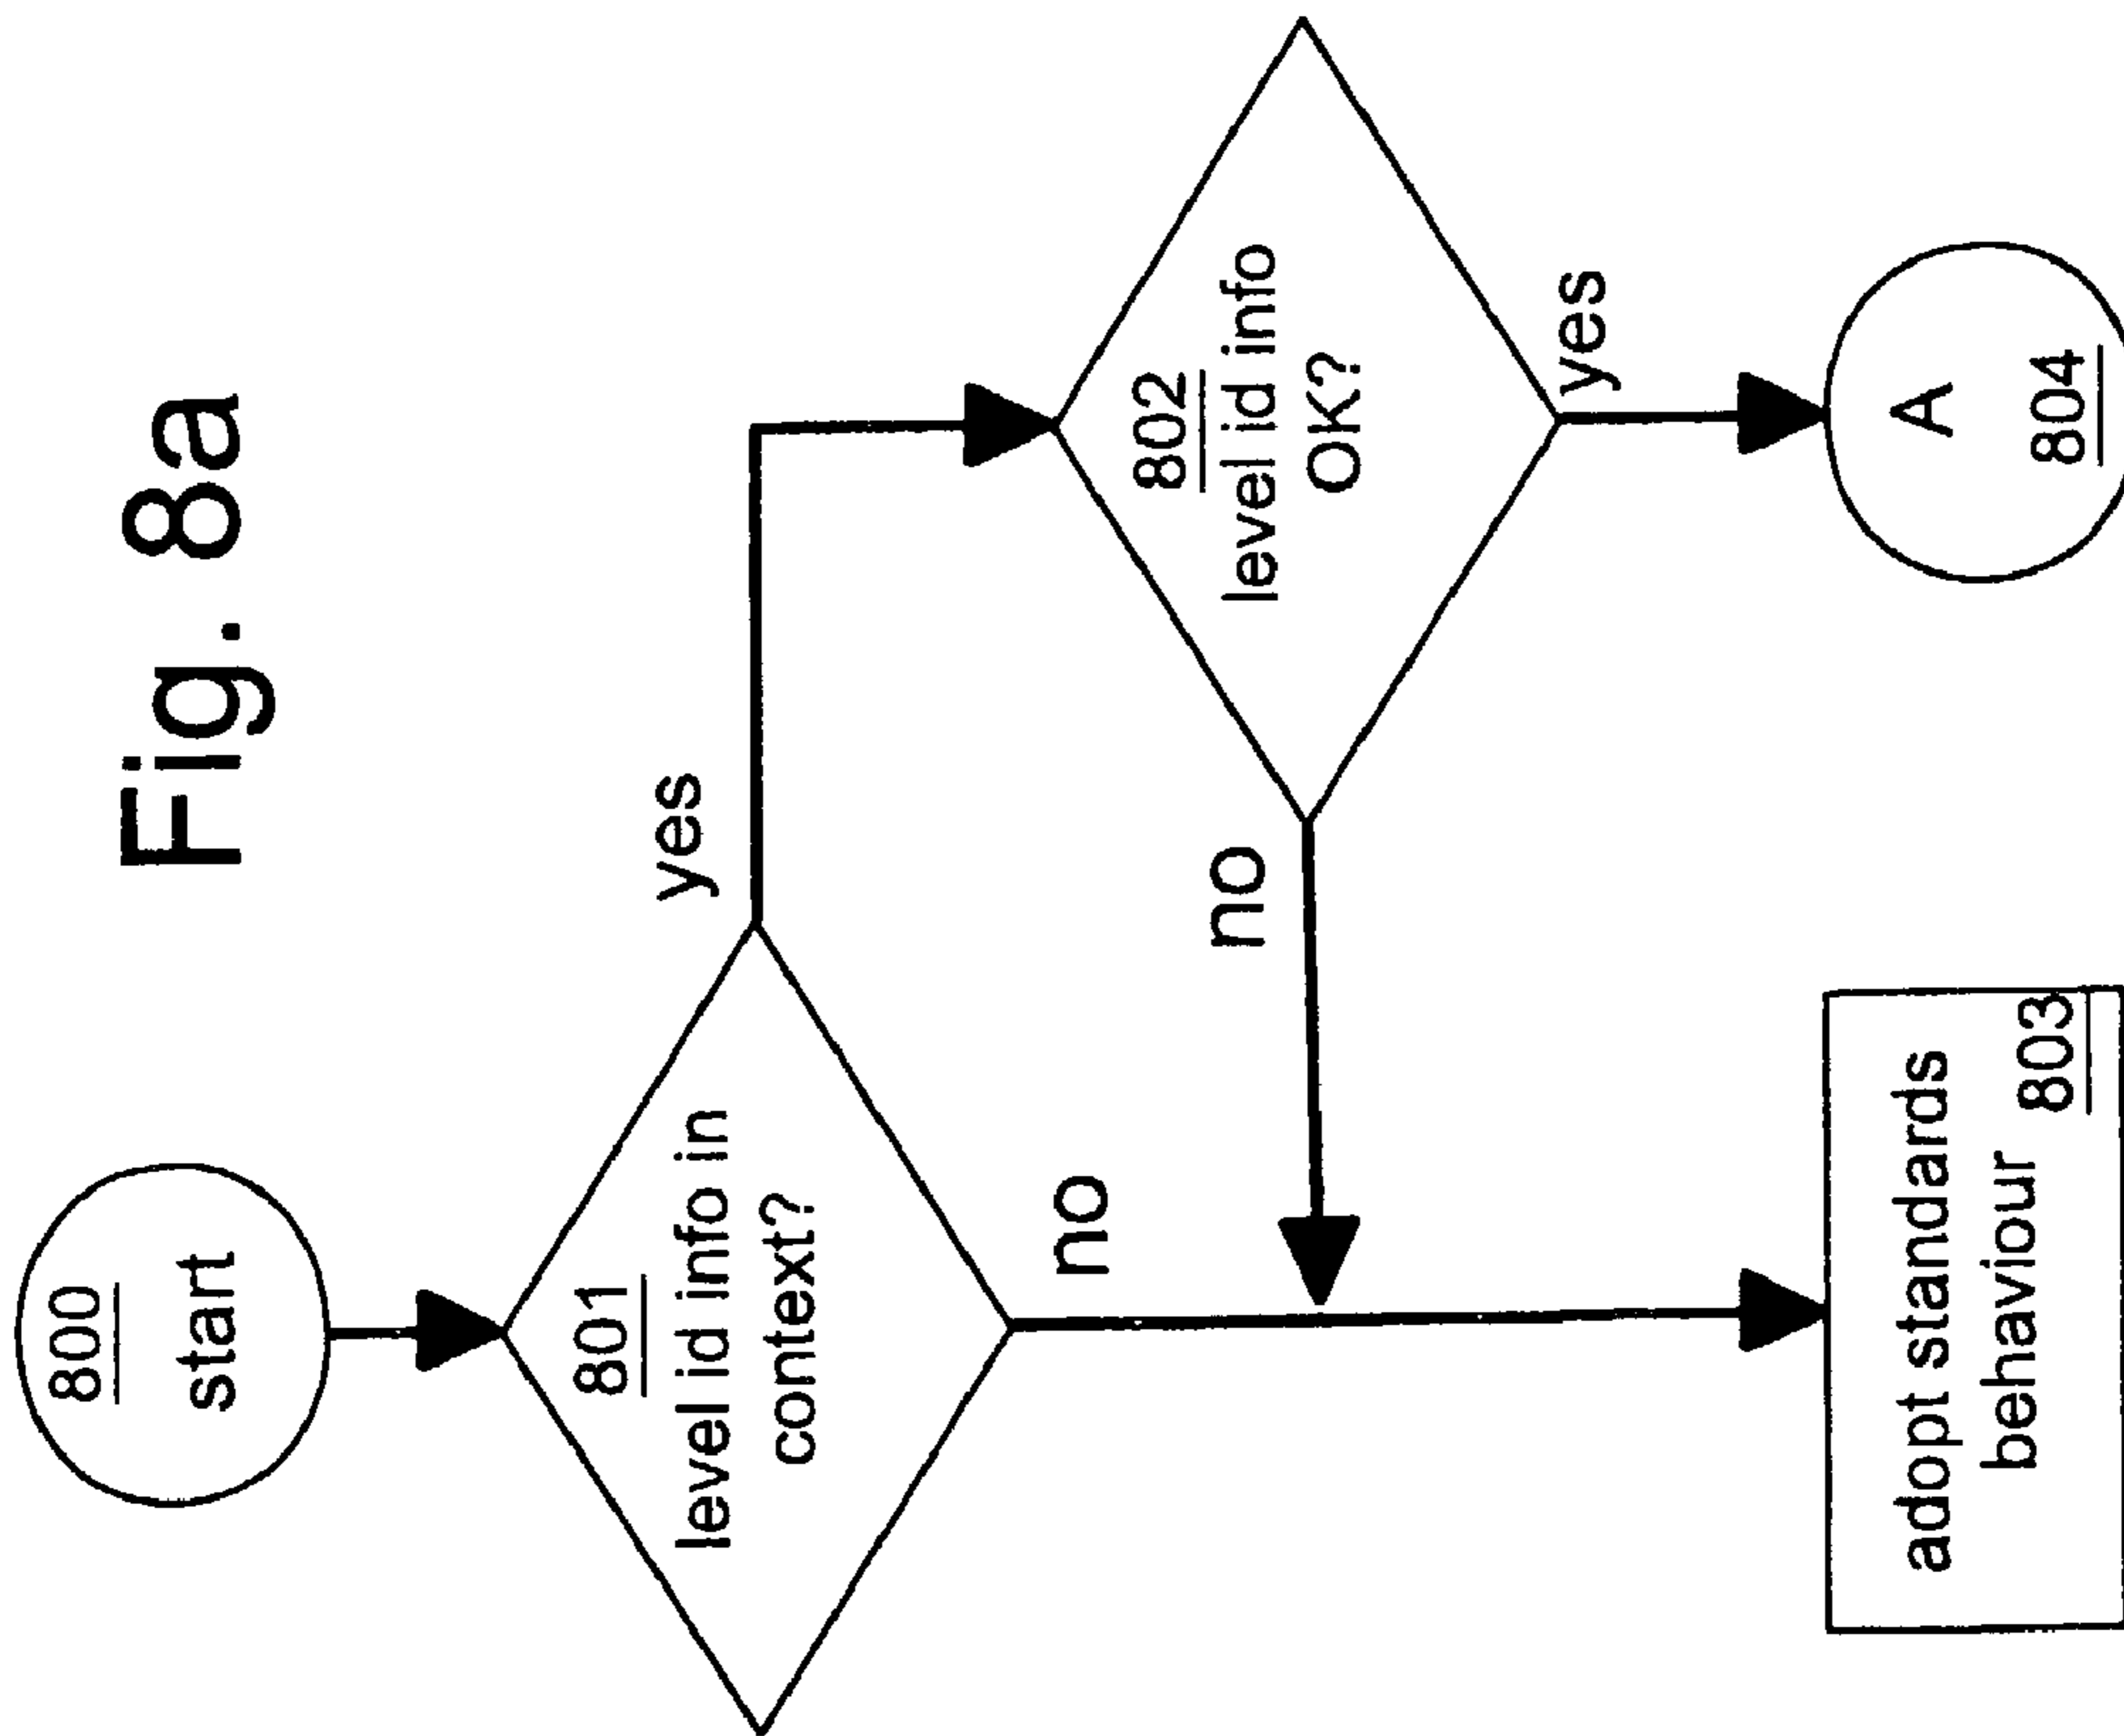 Fig. 8a
800
start
801
level id info in
context?
yes
no
802
level id info
OK?
no
yes
adopt standards
behaviour
803
A
804